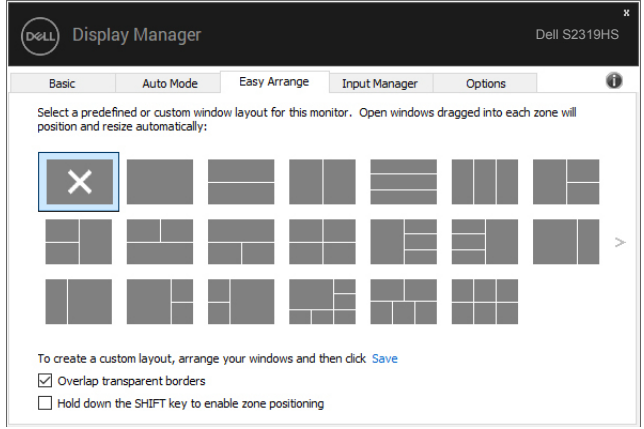 x
DELL Display Manager Dell S2319HS
Basic Auto Mode Easy Arrange Input Manager Options i
Select a predefined or custom window layout for this monitor. Open windows dragged into each zone will
position and resize automatically:
>
To create a custom layout, arrange your windows and then click Save
Overlap transparent borders
Hold down the SHIFT key to enable zone positioning